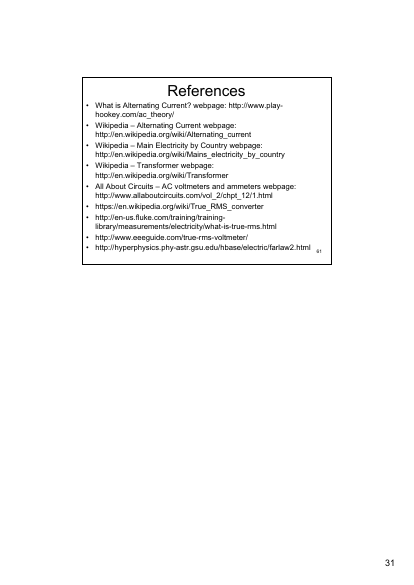 References
• What is Alternating Current? webpage: http://www.play-
hookey.com/ac_theory/
• Wikipedia – Alternating Current webpage:
http://en.wikipedia.org/wiki/Alternating_current
• Wikipedia – Main Electricity by Country webpage:
http://en.wikipedia.org/wiki/Mains_electricity_by_country
• Wikipedia – Transformer webpage:
http://en.wikipedia.org/wiki/Transformer
• All About Circuits – AC voltmeters and ammeters webpage:
http://www.allaboutcircuits.com/vol_2/chpt_12/1.html
• https://en.wikipedia.org/wiki/True_RMS_converter
• http://en-us.fluke.com/training/training-
library/measurements/electricity/what-is-true-rms.html
• http://www.eeeguide.com/true-rms-voltmeter/
• http://hyperphysics.phy-astr.gsu.edu/hbase/electric/farlaw2.html
61
31